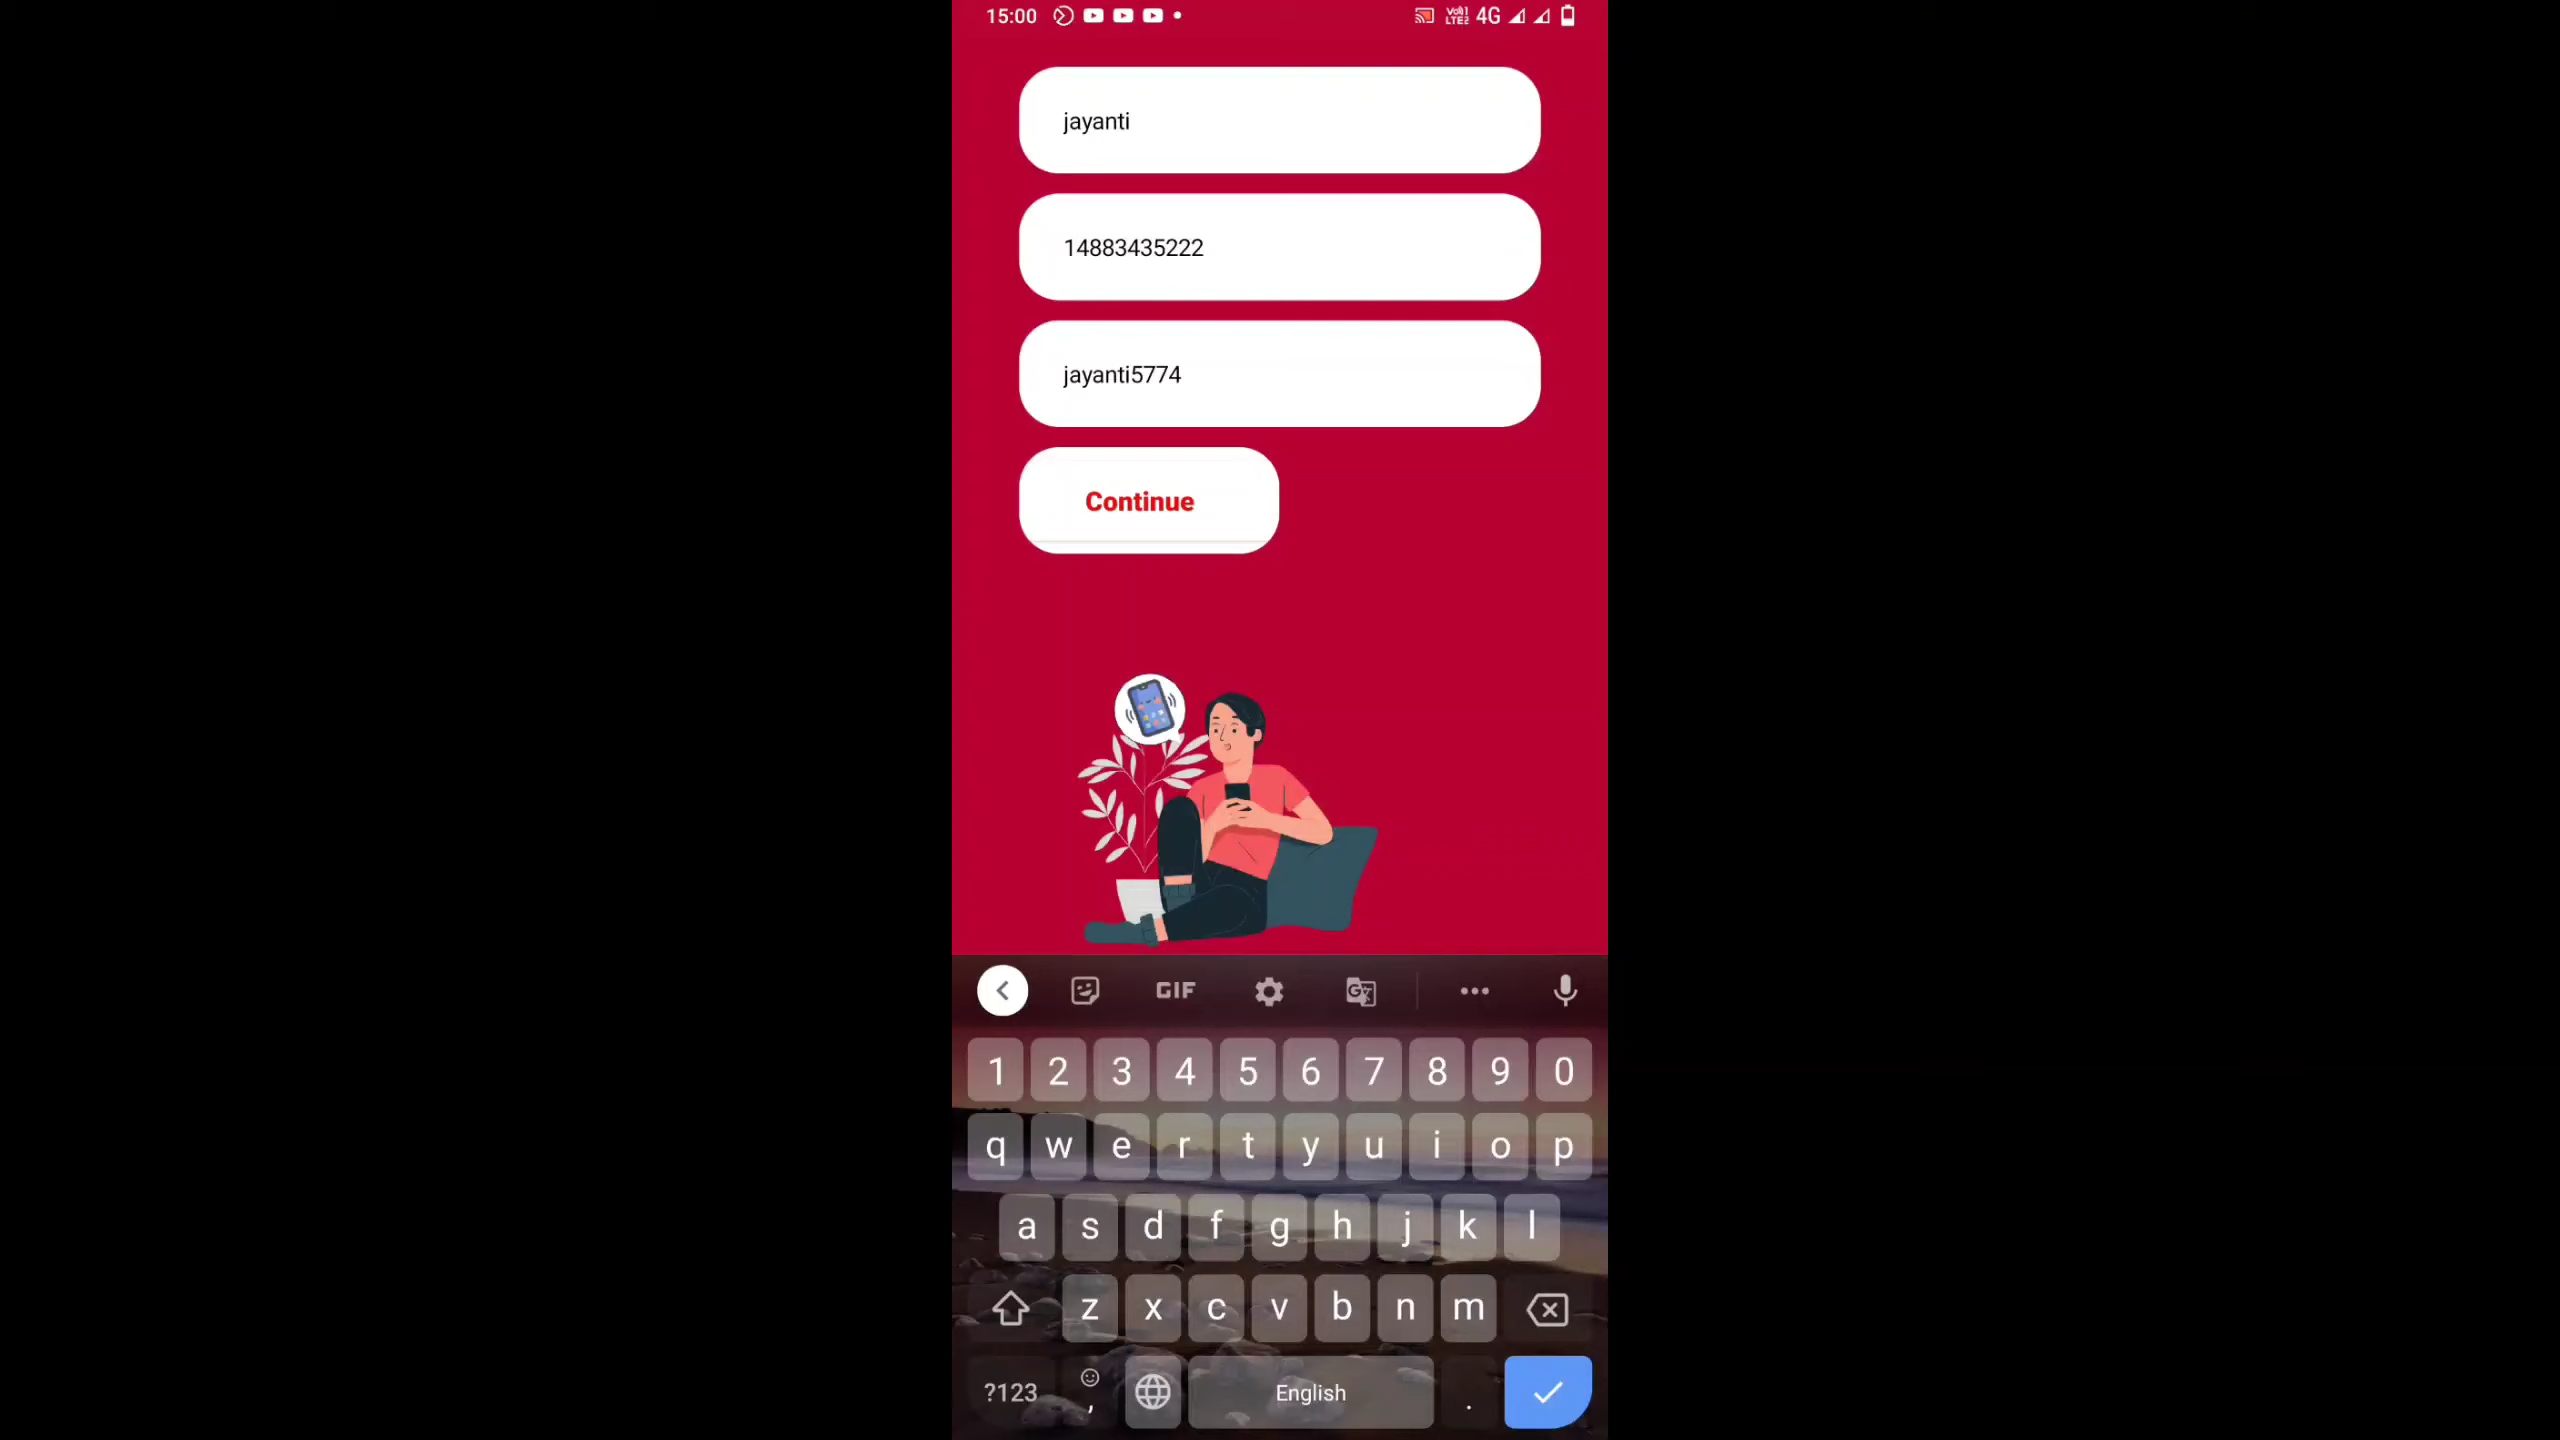 15:00
4G
jayanti
14883435222
jayanti5774
Continue
GIF
1 2 3 4 5 6 7 8 9 0
q w e r t y u i o p
a s d f g h j k l
z x c v b n m
?123 , English .